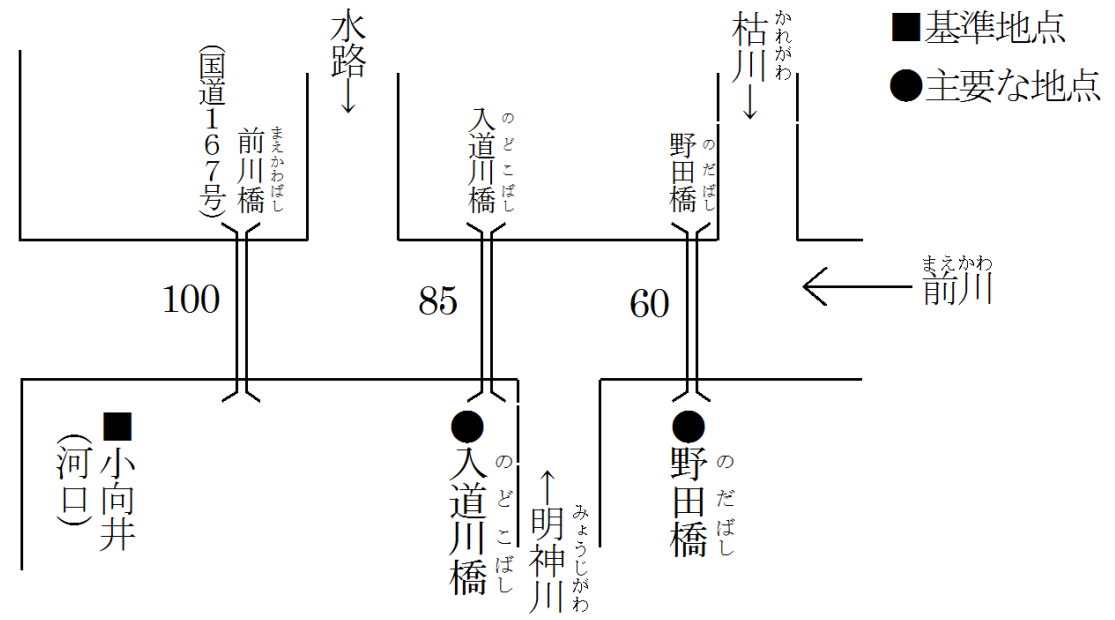 ■基準地点
●主要な地点
水路→
枯川→
かれがわ
(国道167号)
前川橋
まえかわばし
入道川橋
のどこばし
野田橋
のだばし
100
85
60
←前川
まえかわ
■小向井
(河口)
●入道川橋
のどこばし
←明神川
みょうじがわ
●野田橋
のだばし